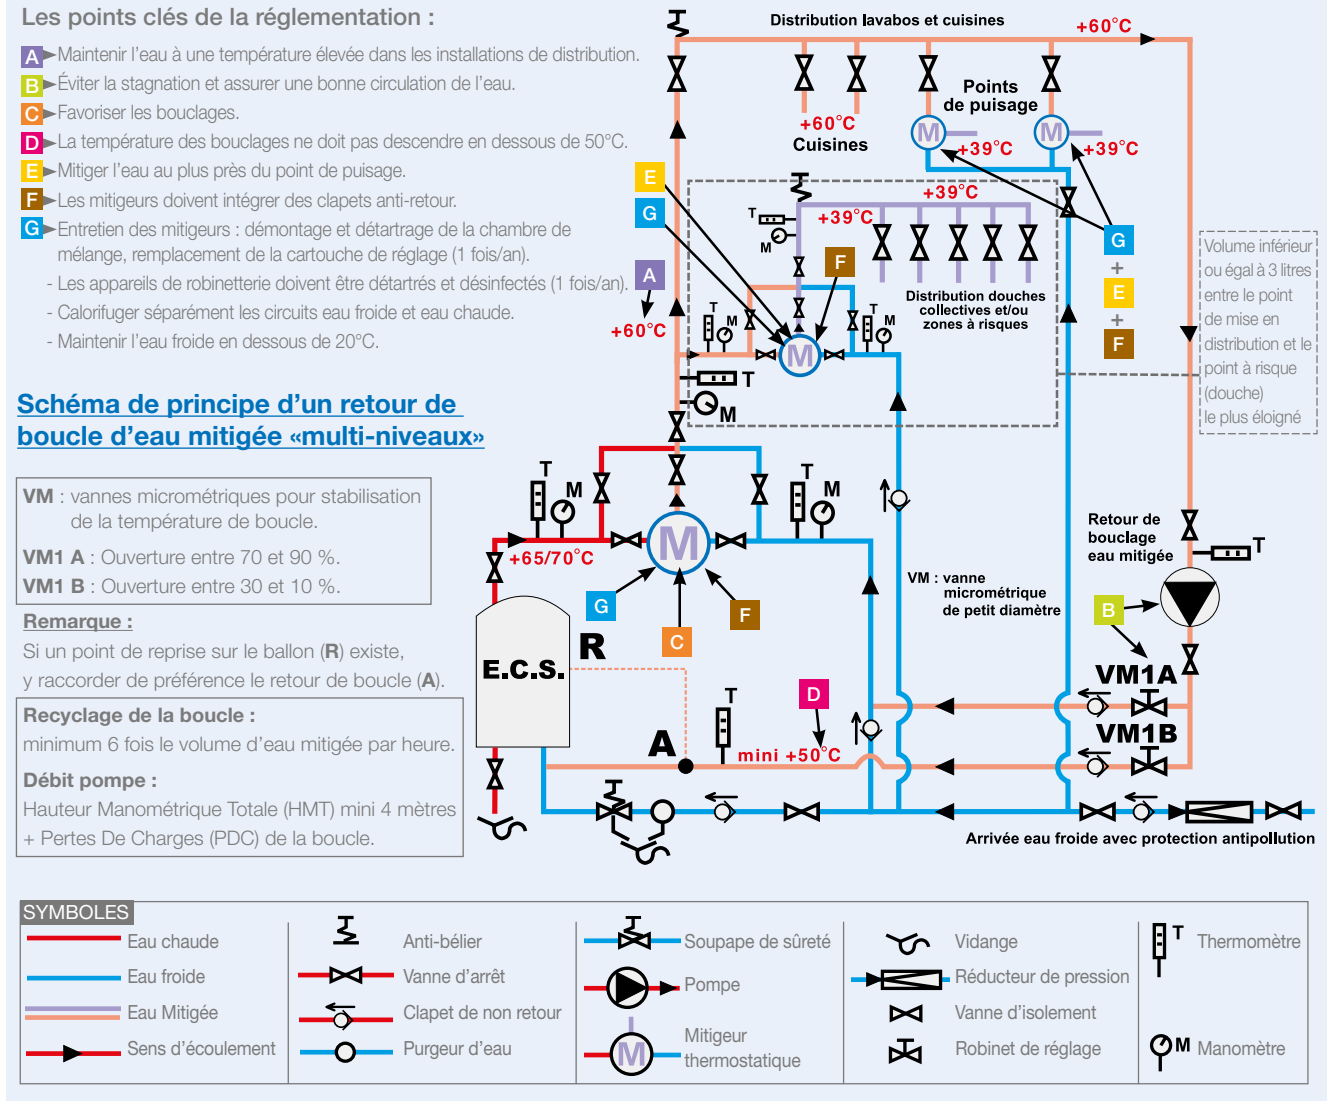 Les points clés de la réglementation :
A Maintenir l'eau à une température élevée dans les installations de distribution.
B Éviter la stagnation et assurer une bonne circulation de l'eau.
C Favoriser les bouclages.
D La température des bouclages ne doit pas descendre en dessous de 50°C.
E Mitiger l'eau au plus près du point de puisage.
F Les mitigeurs doivent intégrer des clapets anti-retour.
G Entretien des mitigeurs : démontage et détartrage de la chambre de
mélange, remplacement de la cartouche de réglage (1 fois/an).
- Les appareils de robinetterie doivent être détartrés et désinfectés (1 fois/an).
- Calorifuger séparément les circuits eau froide et eau chaude.
- Maintenir l'eau froide en dessous de 20°C.
Schéma de principe d'un retour de
boucle d'eau mitigée «multi-niveaux»
VM : vannes micrométriques pour stabilisation
de la température de boucle.
VM1 A : Ouverture entre 70 et 90 %.
VM1 B : Ouverture entre 30 et 10 %.
Remarque :
Si un point de reprise sur le ballon (R) existe,
y raccorder de préférence le retour de boucle (A).
Recyclage de la boucle :
minimum 6 fois le volume d'eau mitigée par heure.
Débit pompe :
Hauteur Manométrique Totale (HMT) mini 4 mètres
+ Pertes De Charges (PDC) de la boucle.
Distribution lavabos et cuisines
+60°C
Points
de puisage
+60°C
Cuisines
M
+39°C
M
+39°C
E
G
A
+60°C
+39°C
+39°C
T
M
F
Distribution douches
collectives et/ou
zones à risques
T
M
M
T
M
T
M
G
+
E
+
F
Volume inférieur
ou égal à 3 litres
entre le point
de mise en
distribution et le
point à risque
(douche)
le plus éloigné
T
M
+65/70°C
M
T
M
G
C
F
E.C.S.
R
A
T
D
mini +50°C
VM : vanne
micrométrique
de petit diamètre
Retour de
bouclage
eau mitigée
T
B
VM1A
VM1B
Arrivée eau froide avec protection antipollution
SYMBOLES
Eau chaude
Eau froide
Eau Mitigée
Sens d'écoulement
Anti-bélier
Vanne d'arrêt
Clapet de non retour
Purgeur d'eau
Soupape de sûreté
Pompe
M
Mitigeur
thermostatique
Vidange
Réducteur de pression
Vanne d'isolement
Robinet de réglage
T
Thermomètre
M
Manomètre